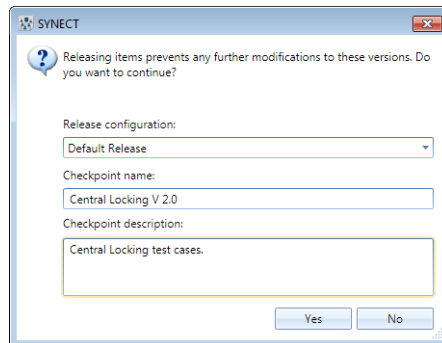 SYNECT
Releasing items prevents any further modifications to these versions. Do
you want to continue?
Release configuration:
Default Release
Checkpoint name:
Central Locking V 2.0
Checkpoint description:
Central Locking test cases.
Yes
No